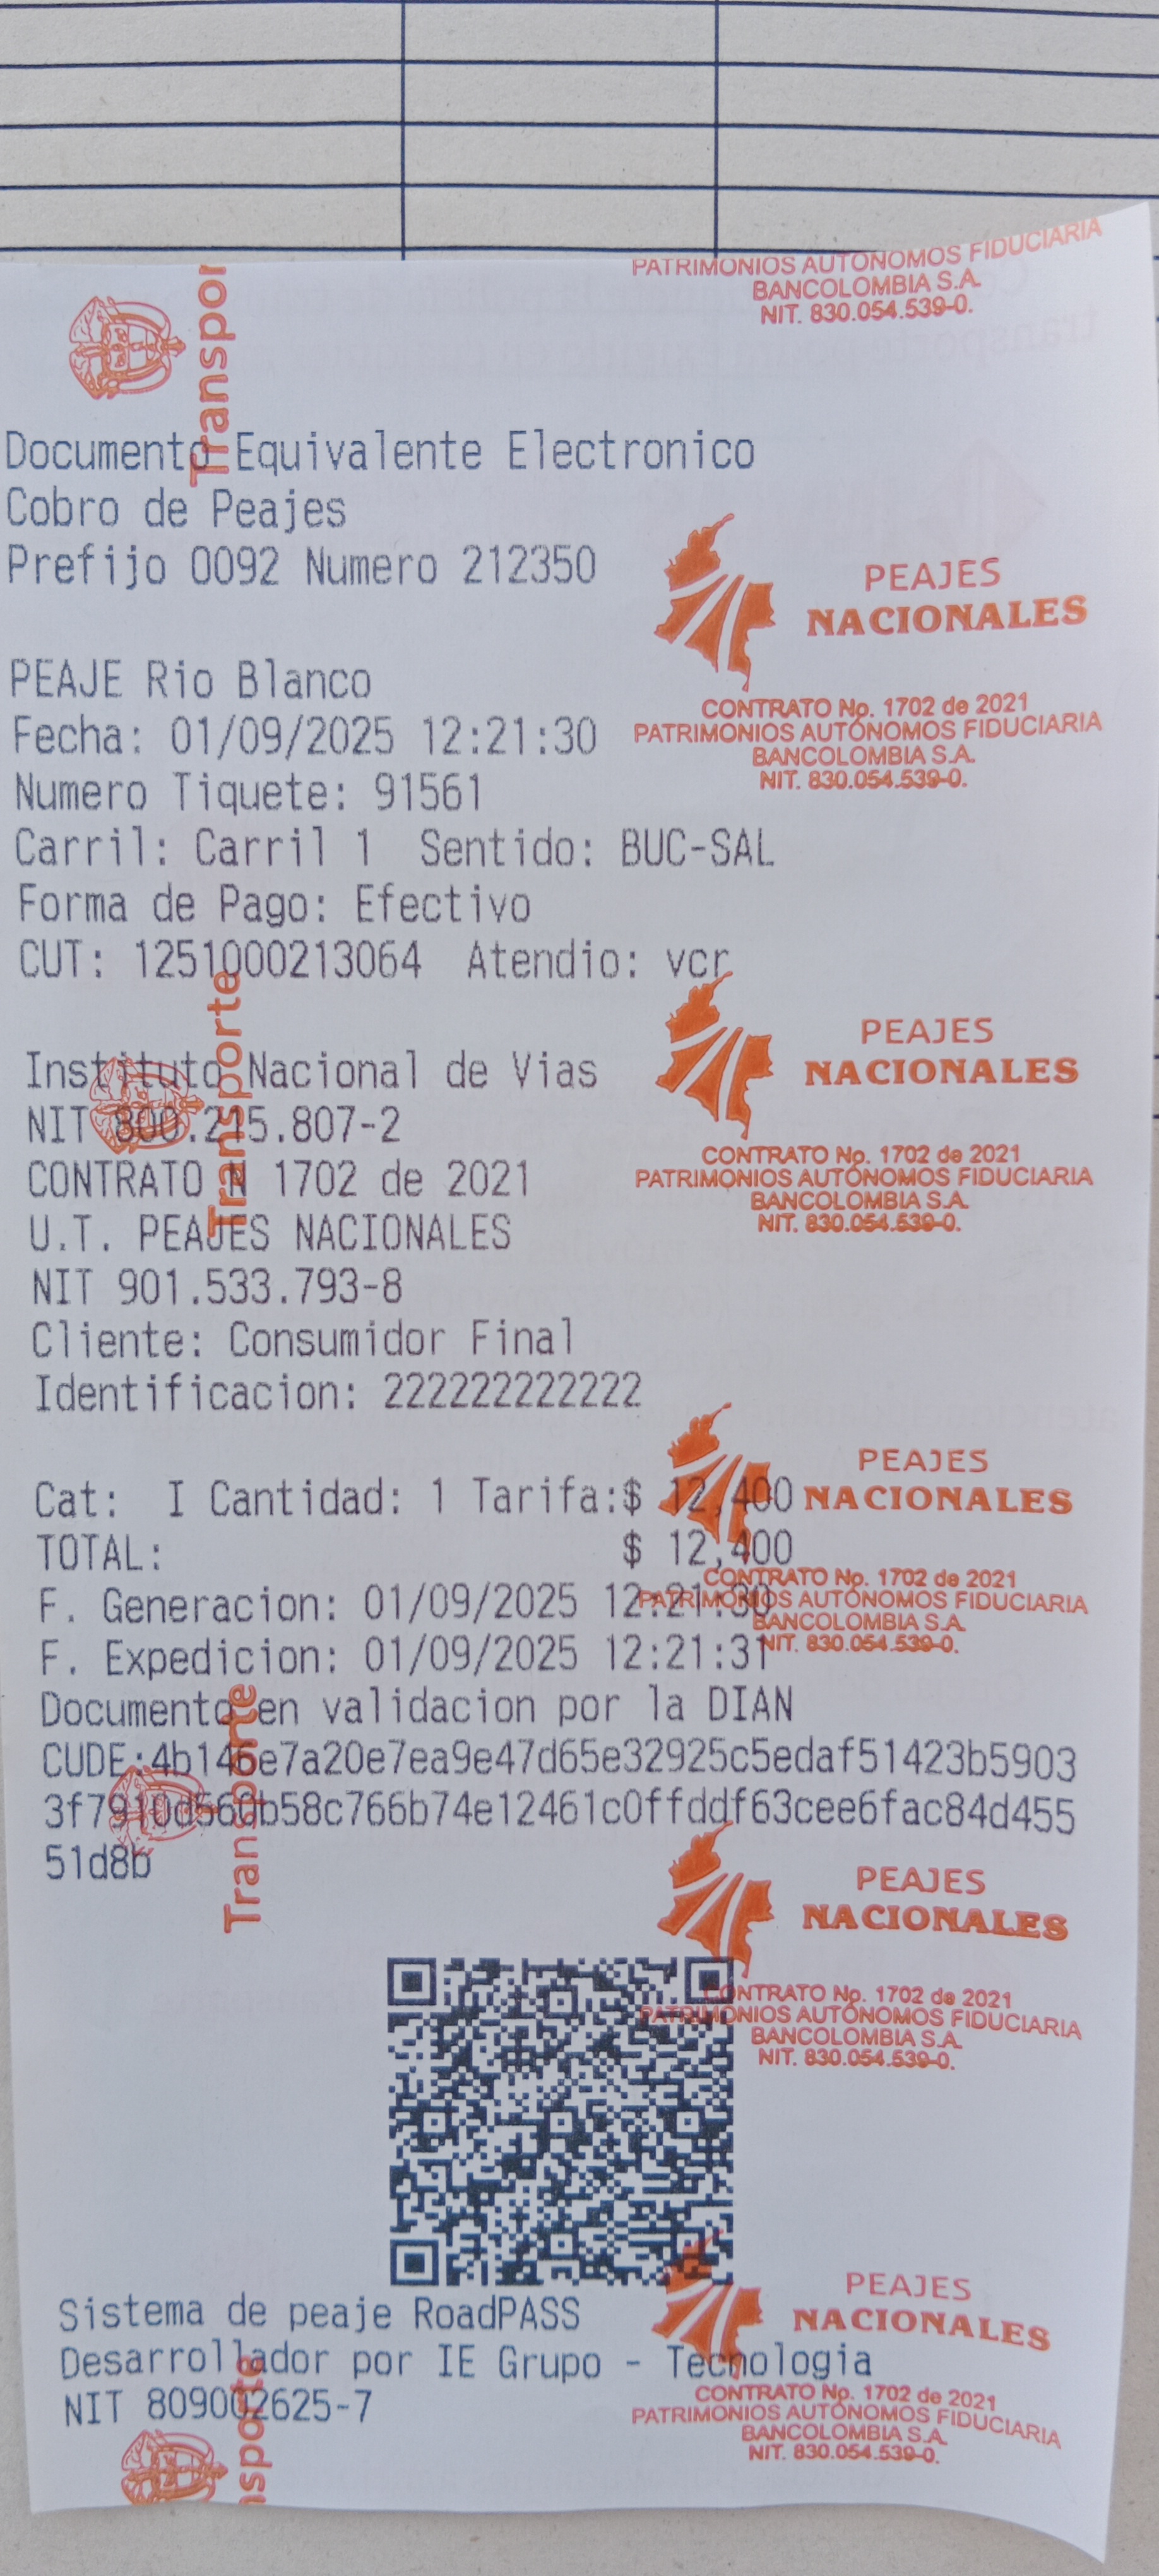 PATRIMONIOS AUTÓNOMOS FIDUCIARIA
BANCOLOMBIA S.A.
NIT. 830.054.539-0.
Transpor
Documento Equivalente Electronico
Cobro de Peajes
Prefijo 0092 Numero 212350
PEAJES
NACIONALES
CONTRATO No. 1702 de 2021
PATRIMONIOS AUTÓNOMOS FIDUCIARIA
BANCOLOMBIA S.A.
NIT. 830.054.539-0.
PEAJE Rio Blanco
Fecha: 01/09/2025 12:21:30
Numero Tiquete: 91561
Carril: Carril 1 Sentido: BUC-SAL
Forma de Pago: Efectivo
CUT: 1251000213064 Atendio: vcr
Transporte
PEAJES
NACIONALES
CONTRATO No. 1702 de 2021
PATRIMONIOS AUTÓNOMOS FIDUCIARIA
BANCOLOMBIA S.A.
NIT. 830.054.539-0.
Instituto Nacional de Vias
NIT 800.215.807-2
CONTRATO N 1702 de 2021
U.T. PEAJES NACIONALES
NIT 901.533.793-8
Cliente: Consumidor Final
Identificacion: 222222222222
PEAJES
NACIONALES
CONTRATO No. 1702 de 2021
PATRIMONIOS AUTÓNOMOS FIDUCIARIA
BANCOLOMBIA S.A.
NIT. 830.054.539-0.
Cat: I Cantidad: 1 Tarifa:$ 12,400
TOTAL: $ 12,400
F. Generacion: 01/09/2025 12:21:30
F. Expedicion: 01/09/2025 12:21:31
Documento en validacion por la DIAN
CUDE:4b146e7a20e7ea9e47d65e32925c5edaf51423b5903
3f7910d560b58c766b74e12461c0ffddf63cee6fac84d455
51d8b
Transporte
PEAJES
NACIONALES
CONTRATO No. 1702 de 2021
PATRIMONIOS AUTÓNOMOS FIDUCIARIA
BANCOLOMBIA S.A.
NIT. 830.054.539-0.
Sistema de peaje RoadPASS
Desarrollador por IE Grupo - Tecnologia
NIT 809002625-7
nsporte
PEAJES
NACIONALES
CONTRATO No. 1702 de 2021
PATRIMONIOS AUTÓNOMOS FIDUCIARIA
BANCOLOMBIA S.A.
NIT. 830.054.539-0.